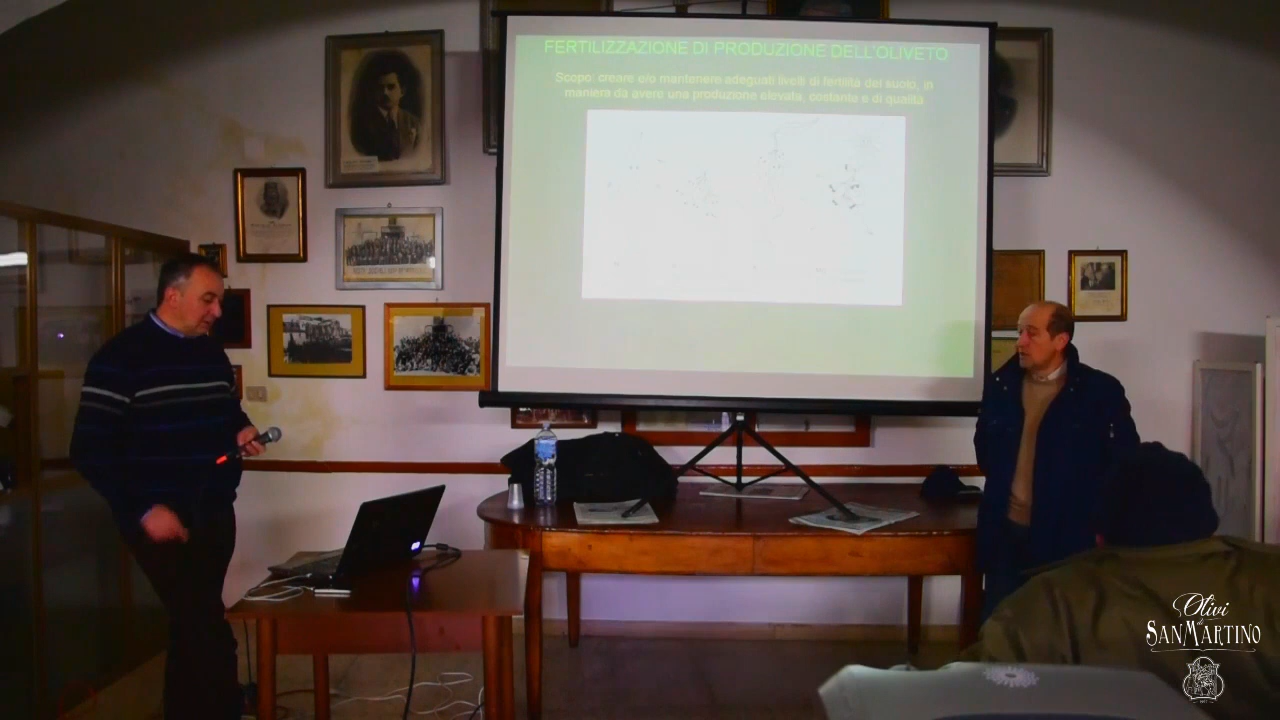 FERTILIZZAZIONE DI PRODUZIONE DELL'OLIVETO
Scopo: creare e/o mantenere adeguati livelli di fertilità del suolo, in
maniera da avere una produzione elevata, costante e di qualità
Olivi
di
SANMARTINO